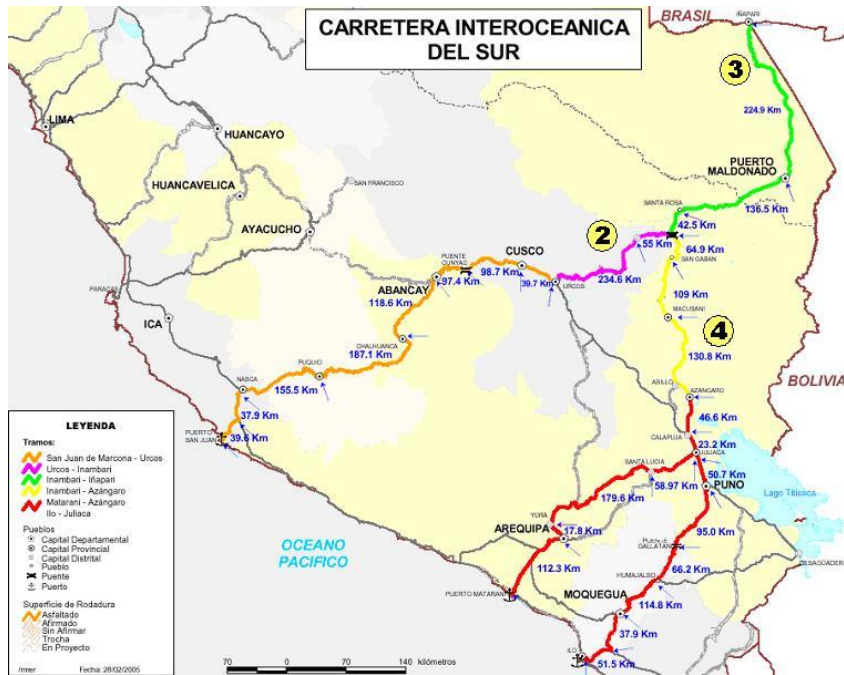 CARRETERA INTEROCEANICA
DEL SUR
BRASIL
IÑAPARI
3
224.9 Km
LIMA
HUANCAYO
PUERTO
MALDONADO
HUANCAVELICA
SAN FRANCISCO
136.5 Km
SANTA ROSA
42.5 Km
AYACUCHO
2
55 Km
64.9 Km
SAN GABAN
PUENTE
CUNYAC
CUSCO
98.7 Km
97.4 Km
39.7 Km
234.6 Km
URCOS
ABANCAY
118.6 Km
109 Km
PARACAS
ICA
MACUSANI
4
CHALHUANCA
187.1 Km
130.8 Km
PUQUIO
NASCA
155.5 Km
BOLIVIA
ASILLO
AZANGARO
37.9 Km
46.6 Km
PUERTO
SAN JUAN
39.6 Km
CALAPUJA
23.2 Km
JULIACA
SANTA LUCIA
58.97 Km
50.7 Km
PUNO
179.6 Km
Lago Titicaca
YURA
17.8 Km
AREQUIPA
95.0 Km
PUENTE
GALLATAN
OCEANO
PACIFICO
112.3 Km
66.2 Km
DESAGÜADERO
HUMAJALSO
PUERTO MATARANI
MOQUEGUA
114.8 Km
37.9 Km
ILO
51.5 Km
LEYENDA
Tramos:
San Juan de Marcona - Urcos
Urcos - Inambari
Inambari - Iñapari
Inambari - Azángaro
Matarani - Azángaro
Ilo - Juliaca
Pueblos
Capital Departamental
Capital Provincial
Capital Distrital
Pueblo
Puente
Puerto
Superficie de Rodadura
Asfaltado
Afirmado
Sin Afirmar
Trocha
En Proyecto
/rmer
Fecha: 28/02/2005
70 0 70 140 kilómetros